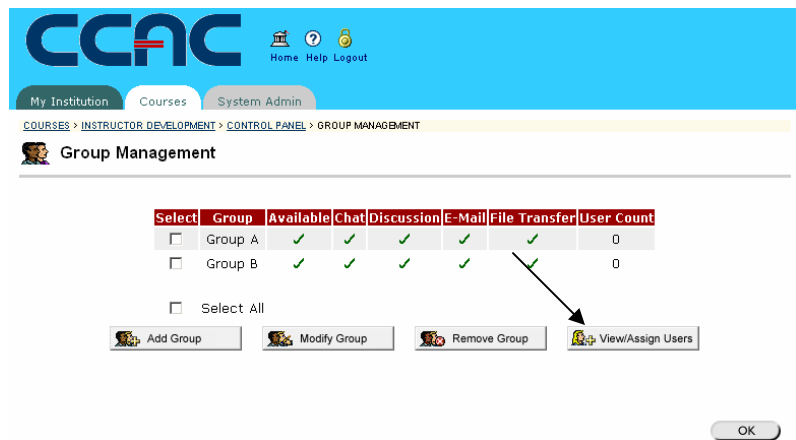 CCAC
Home Help Logout
My Institution Courses System Admin
COURSES > INSTRUCTOR DEVELOPMENT > CONTROL PANEL > GROUP MANAGEMENT
Group Management
Select Group Available Chat Discussion E-Mail File Transfer User Count
Group A ✓ ✓ ✓ ✓ ✓ 0
Group B ✓ ✓ ✓ ✓ ✓ 0
Select All
Add Group Modify Group Remove Group View/Assign Users
OK